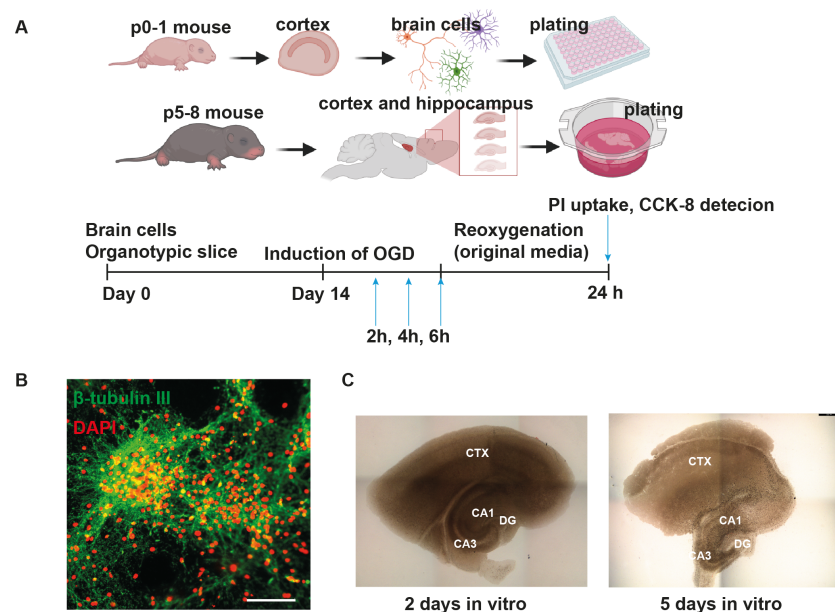 A
p0-1 mouse
cortex
brain cells
plating
p5-8 mouse
cortex and hippocampus
plating
PI uptake, CCK-8 detecion
Brain cells
Organotypic slice
Induction of OGD
Reoxygenation
(original media)
Day 0
Day 14
24 h
2h, 4h, 6h
B
β-tubulin III
DAPI
C
CTX
CA1
DG
CA3
2 days in vitro
CTX
CA1
DG
CA3
5 days in vitro